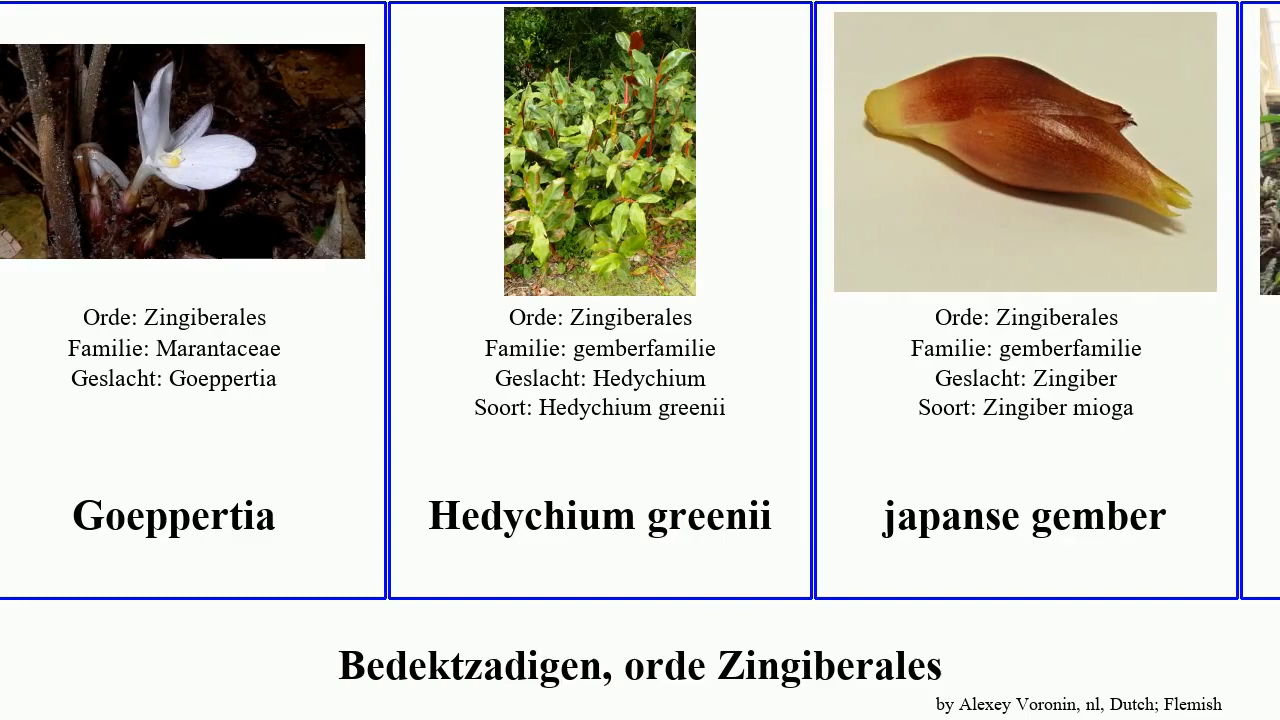 Orde: Zingiberales
Familie: Marantaceae
Geslacht: Goeppertia
Goeppertia
Orde: Zingiberales
Familie: gemberfamilie
Geslacht: Hedychium
Soort: Hedychium greenii
Hedychium greenii
Orde: Zingiberales
Familie: gemberfamilie
Geslacht: Zingiber
Soort: Zingiber mioga
japanse gember
Bedektzadigen, orde Zingiberales
by Alexey Voronin, nl, Dutch; Flemish